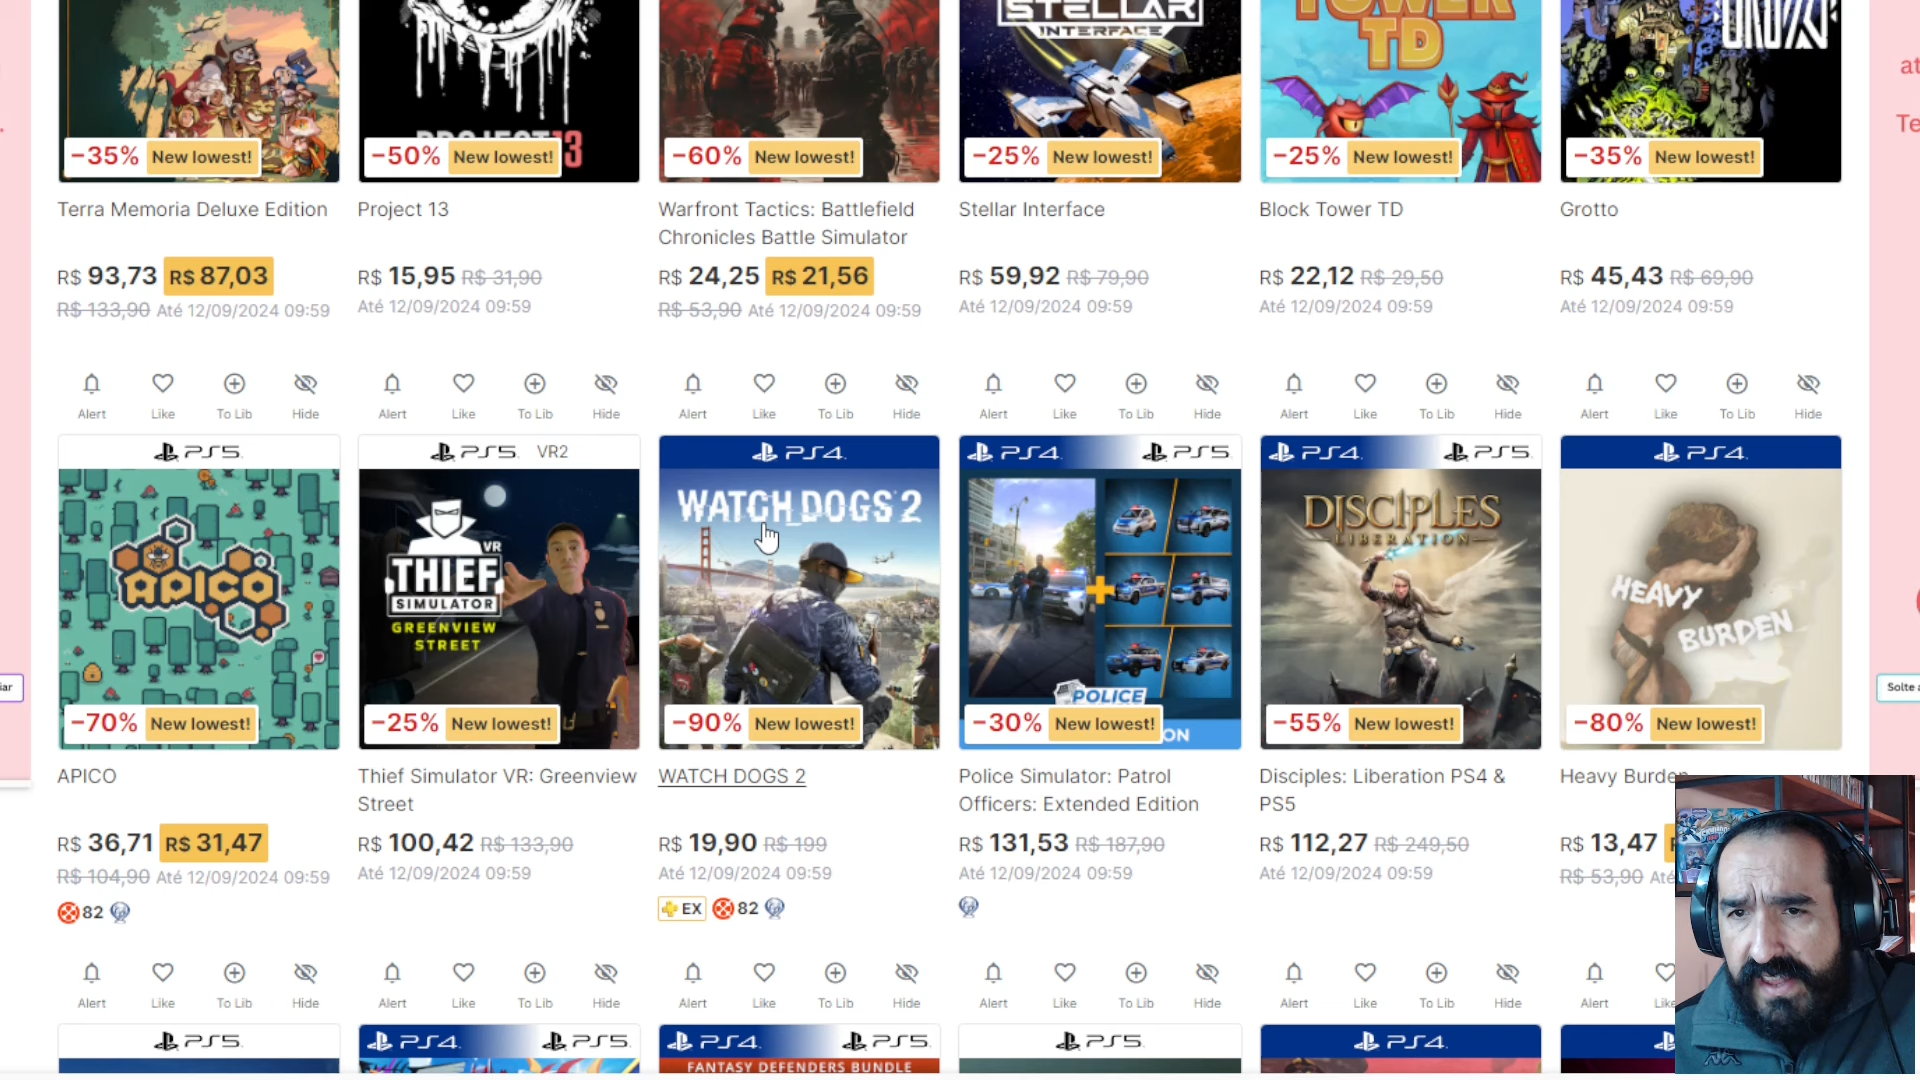 STELLAR
INTERFACE
TOWER
TD
at
Te
PROJECT 13
−35% New lowest!
−50% New lowest!
−60% New lowest!
−25% New lowest!
−25% New lowest!
−35% New lowest!
Terra Memoria Deluxe Edition
Project 13
Warfront Tactics: Battlefield
Chronicles Battle Simulator
Stellar Interface
Block Tower TD
Grotto
R$ 93,73 R$ 87,03
R$ 133,90 Até 12/09/2024 09:59
R$ 15,95 R$ 31,90
Até 12/09/2024 09:59
R$ 24,25 R$ 21,56
R$ 53,90 Até 12/09/2024 09:59
R$ 59,92 R$ 79,90
Até 12/09/2024 09:59
R$ 22,12 R$ 29,50
Até 12/09/2024 09:59
R$ 45,43 R$ 69,90
Até 12/09/2024 09:59
Alert Like To Lib Hide
Alert Like To Lib Hide
Alert Like To Lib Hide
Alert Like To Lib Hide
Alert Like To Lib Hide
Alert Like To Lib Hide
PS5
PS5 VR2
PS4
PS4 PS5
PS4 PS5
PS4
APICO
VR
THIEF
SIMULATOR
GREENVIEW
STREET
WATCH_DOGS 2
POLICE
ON
DISCIPLES
LIBERATION
HEAVY
BURDEN
iar
Solte a
−70% New lowest!
−25% New lowest!
−90% New lowest!
−30% New lowest!
−55% New lowest!
−80% New lowest!
APICO
Thief Simulator VR: Greenview
Street
WATCH DOGS 2
Police Simulator: Patrol
Officers: Extended Edition
Disciples: Liberation PS4 &
PS5
Heavy Burden
R$ 36,71 R$ 31,47
R$ 104,90 Até 12/09/2024 09:59
82
R$ 100,42 R$ 133,90
Até 12/09/2024 09:59
R$ 19,90 R$ 199
Até 12/09/2024 09:59
EX 82
R$ 131,53 R$ 187,90
Até 12/09/2024 09:59
R$ 112,27 R$ 249,50
Até 12/09/2024 09:59
R$ 13,47
R$ 53,90 Até
Alert Like To Lib Hide
Alert Like To Lib Hide
Alert Like To Lib Hide
Alert Like To Lib Hide
Alert Like To Lib Hide
Alert Lik
PS5
PS4 PS5
PS4 PS5
PS5
PS4
FANTASY DEFENDERS BUNDLE